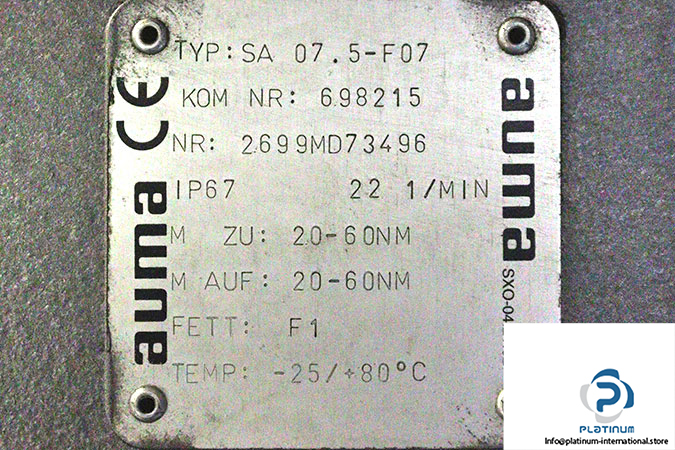 TYP: SA 07.5-F07
KOM NR: 698215
NR: 2699MD73496
IP67 22 1/MIN
M ZU: 20-60NM
M AUF: 20-60NM
FETT: F1
TEMP: -25/+80°C
CE
auma
auma
PLATINUM
Info@platinum-international.store